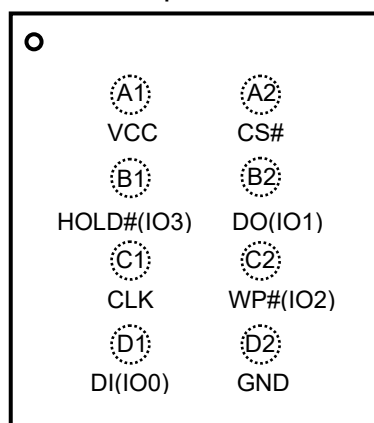 A1 A2
VCC CS#
B1 B2
HOLD#(IO3) DO(IO1)
C1 C2
CLK WP#(IO2)
D1 D2
DI(IO0) GND